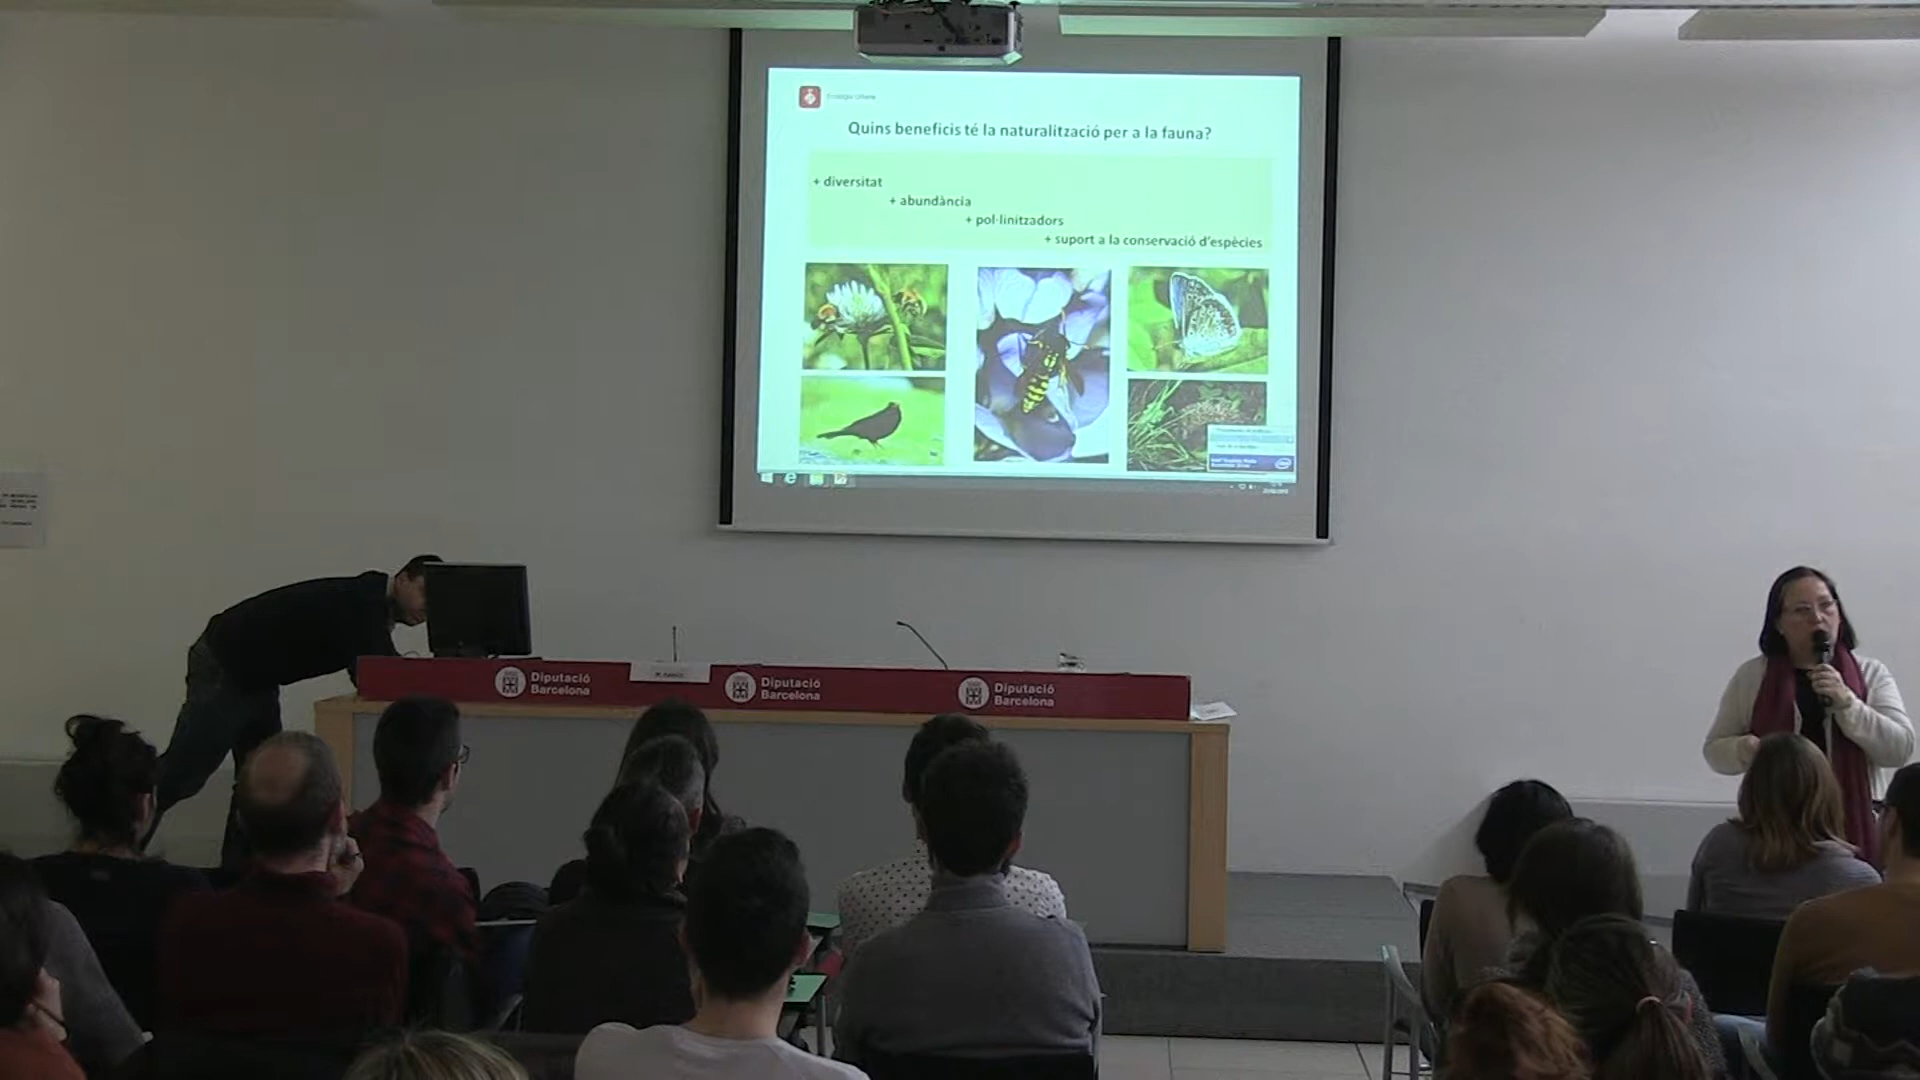 Ecologia Urbana
Quins beneficis té la naturalització per a la fauna?
+ diversitat
+ abundància
+ pol·linitzadors
+ suport a la conservació d'espècies
Diputació
Barcelona
Diputació
Barcelona
Diputació
Barcelona